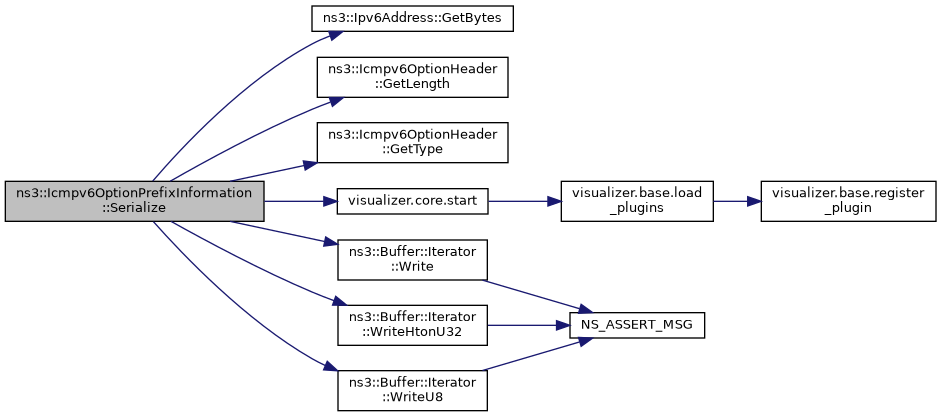 ns3::Ipv6Address::GetBytes
ns3::Icmpv6OptionHeader
::GetLength
ns3::Icmpv6OptionHeader
::GetType
ns3::Icmpv6OptionPrefixInformation
::Serialize
visualizer.core.start
visualizer.base.load
_plugins
visualizer.base.register
_plugin
ns3::Buffer::Iterator
::Write
ns3::Buffer::Iterator
::WriteHtonU32
NS_ASSERT_MSG
ns3::Buffer::Iterator
::WriteU8